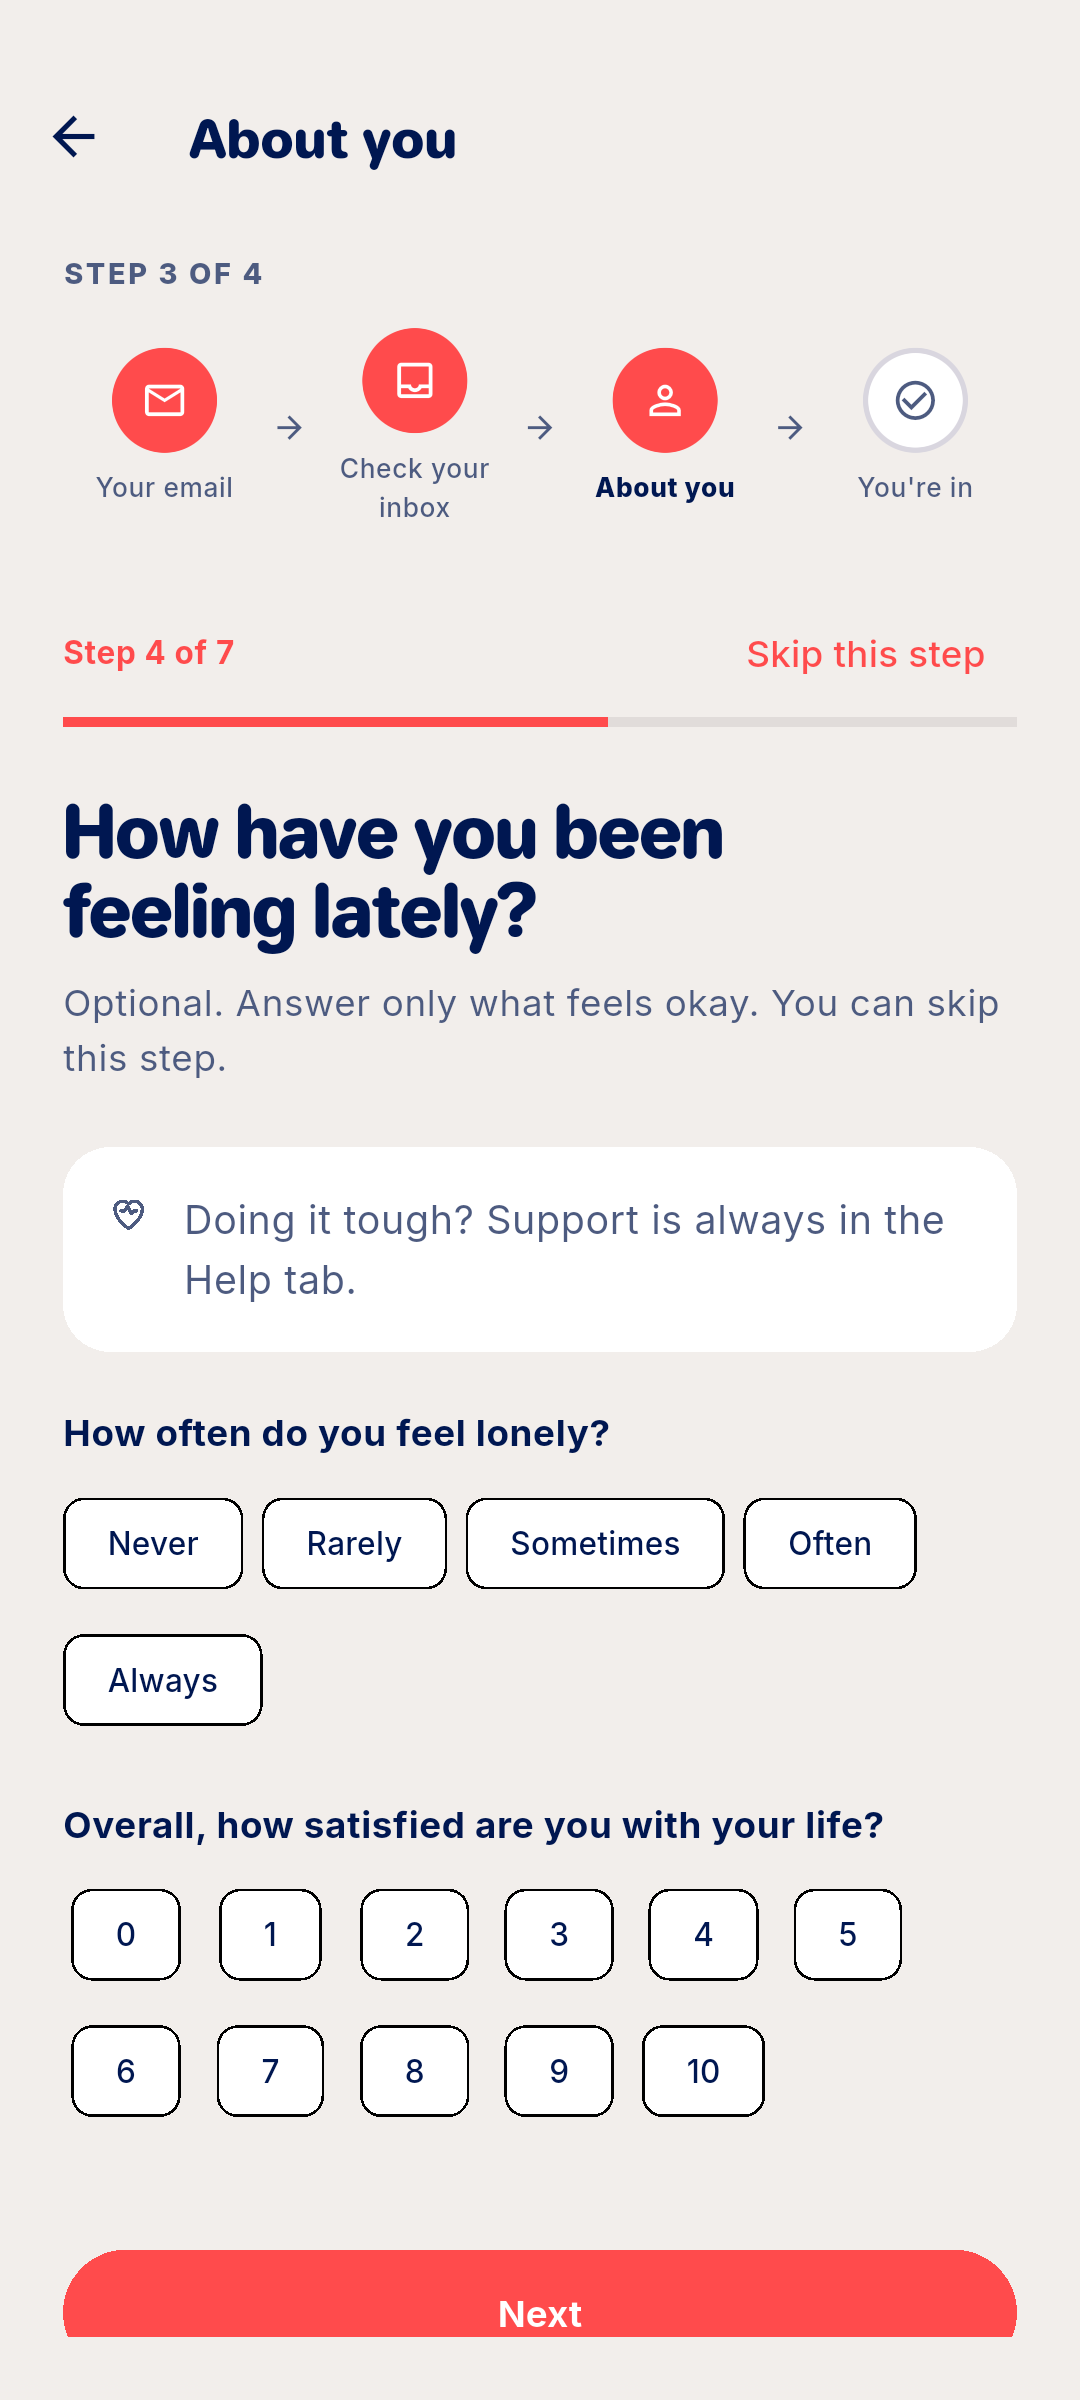 About you
STEP 3 OF 4
Your email
Check your
inbox
About you
You're in
Step 4 of 7
Skip this step
How have you been
feeling lately?
Optional. Answer only what feels okay. You can skip
this step.
Doing it tough? Support is always in the
Help tab.
How often do you feel lonely?
Never
Rarely
Sometimes
Often
Always
Overall, how satisfied are you with your life?
0
1
2
3
4
5
6
7
8
9
10
Next